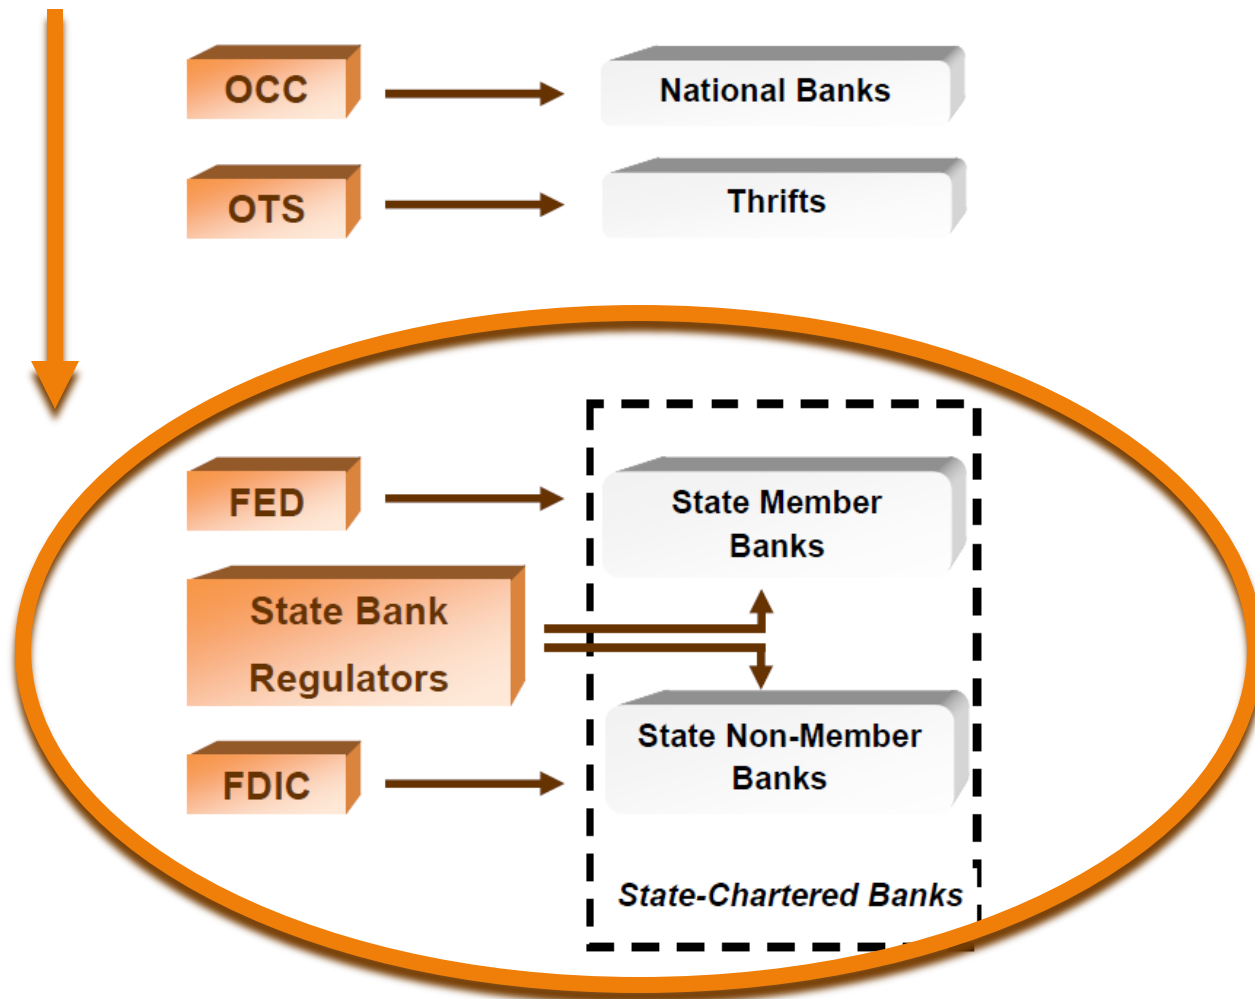 OCC
National Banks
OTS
Thrifts
FED
State Member
Banks
State Bank
Regulators
State Non-Member
Banks
FDIC
State-Chartered Banks